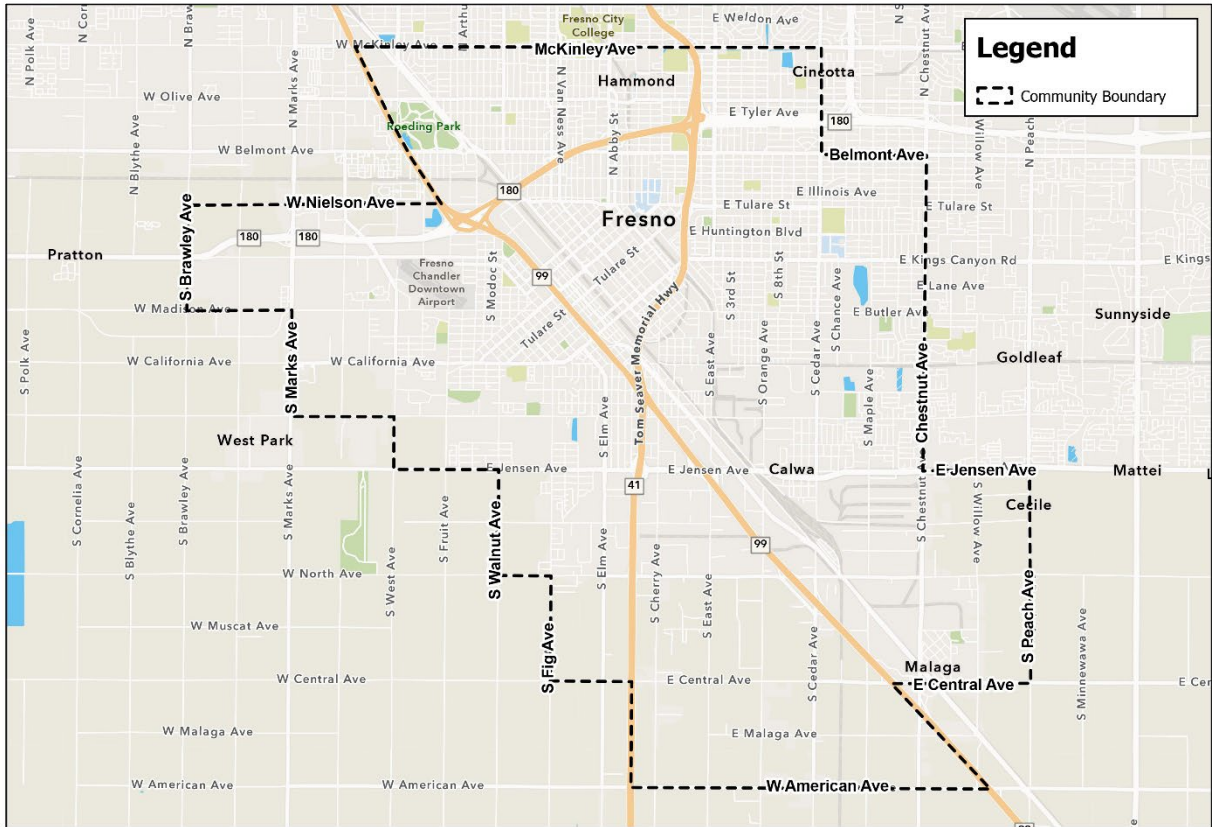 Legend
Community Boundary
N Polk Ave
N Cor
N Bra
N Arthu
Fresno City
College
E Weldon Ave
N Chestnut Ave
W McKinley Ave
McKinley Ave
N Marks Ave
N Van Ness Ave
Hammond
Cincotta
W Olive Ave
N Abby St
E Tyler Ave
180
Willow Ave
N Peach
N Blythe Ave
Roeding Park
W Belmont Ave
Belmont Ave
180
E Illinois Ave
W Nielson Ave
E Tulare St
E Tulare St
Fresno
S Brawley Ave
180
180
E Huntington Blvd
Pratton
Fresno
Chandler
Downtown
Airport
S Modoc St
99
Tulare St
S 3rd St
S 8th St
E Kings Canyon Rd
E Kings
E Lane Ave
W Madison Ave
Tulare St
Tom Seaver Memorial Hwy
S Chance Ave
E Butler Ave
Sunnyside
S Polk Ave
W California Ave
W California Ave
S Marks Ave
S East Ave
S Orange Ave
S Cedar Ave
S Maple Ave
Chestnut Ave
Goldleaf
West Park
S Elm Ave
E Jensen Ave
E Jensen Ave
Calwa
E Jensen Ave
Mattei
L
41
S Cornelia Ave
S Blythe Ave
S Brawley Ave
S Marks Ave
S Fruit Ave
S Walnut Ave
S Chestnut Ave
S Willow Ave
Cecile
99
W North Ave
S West Ave
S Elm Ave
S Cherry Ave
S East Ave
S Peach Ave
W Muscat Ave
S Fig Ave
S Cedar Ave
Malaga
S Minnewawa Ave
W Central Ave
E Central Ave
E Central Ave
E Cen
W Malaga Ave
E Malaga Ave
W American Ave
W American Ave
W American Ave